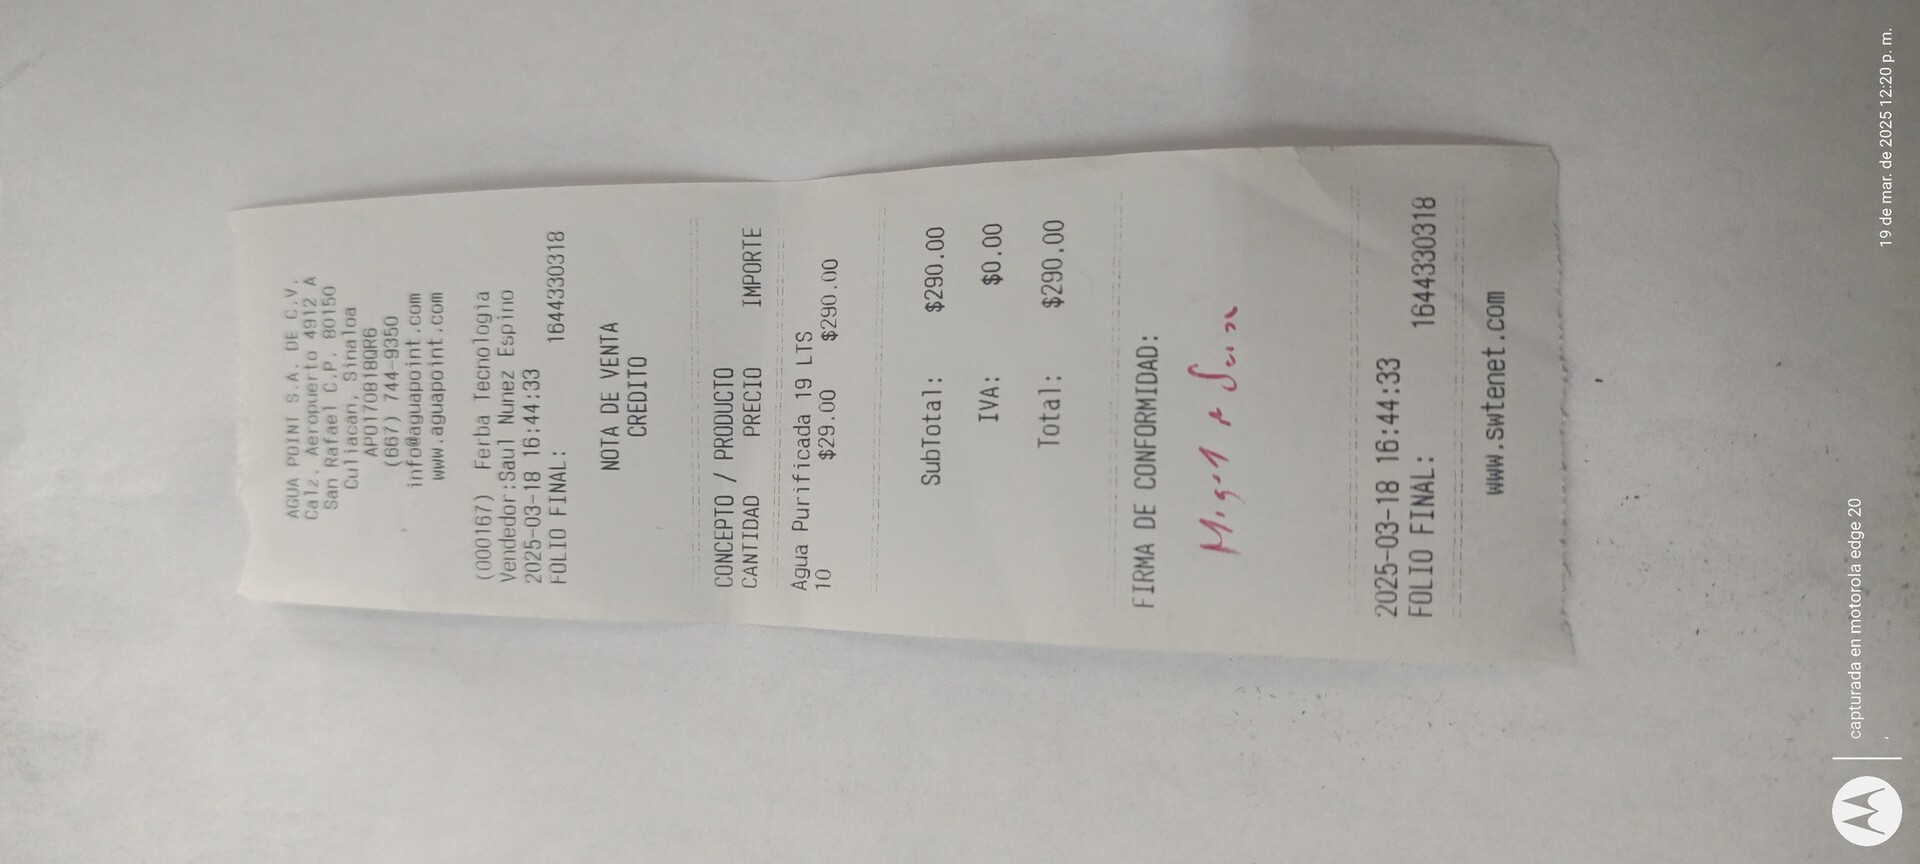 AGUA POINT S.A. DE C.V.
Calz. Aeropuerto 4912 A
San Rafael C.P. 80150
Culiacan, Sinaloa
APO170818QR6
(667) 744-9350
info@aguapoint.com
www.aguapoint.com
(000167) Ferba Tecnologia
Vendedor:Saul Nunez Espino
2025-03-18 16:44:33
FOLIO FINAL: 1644330318
NOTA DE VENTA
CREDITO
CONCEPTO / PRODUCTO
CANTIDAD PRECIO IMPORTE
Agua Purificada 19 LTS
10 $29.00 $290.00
SubTotal: $290.00
IVA: $0.00
Total: $290.00
FIRMA DE CONFORMIDAD:
Miguel A
2025-03-18 16:44:33
FOLIO FINAL: 1644330318
www.swtenet.com
capturada en motorola edge 20
19 de mar. de 2025 12:20 p. m.